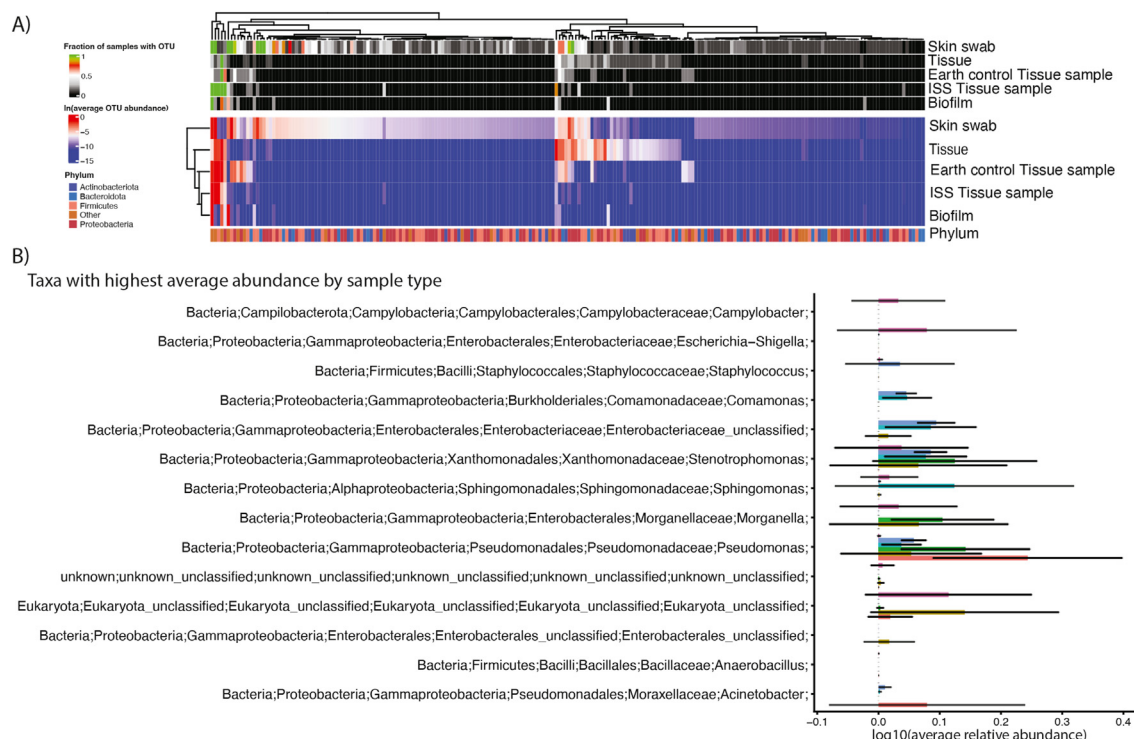 A)
Fraction of samples with OTU
1
0.5
0
ln(average OTU abundance)
0
−5
−10
−15
Phylum
Actinobacteriota
Bacteroidota
Firmicutes
Other
Proteobacteria
Skin swab
Tissue
Earth control Tissue sample
ISS Tissue sample
Biofilm
Skin swab
Tissue
Earth control Tissue sample
ISS Tissue sample
Biofilm
Phylum
B)
Taxa with highest average abundance by sample type
Bacteria;Campilobacterota;Campylobacteria;Campylobacterales;Campylobacteraceae;Campylobacter;
Bacteria;Proteobacteria;Gammaproteobacteria;Enterobacterales;Enterobacteriaceae;Escherichia−Shigella;
Bacteria;Firmicutes;Bacilli;Staphylococcales;Staphylococcaceae;Staphylococcus;
Bacteria;Proteobacteria;Gammaproteobacteria;Burkholderiales;Comamonadaceae;Comamonas;
Bacteria;Proteobacteria;Gammaproteobacteria;Enterobacterales;Enterobacteriaceae;Enterobacteriaceae_unclassified;
Bacteria;Proteobacteria;Gammaproteobacteria;Xanthomonadales;Xanthomonadaceae;Stenotrophomonas;
Bacteria;Proteobacteria;Alphaproteobacteria;Sphingomonadales;Sphingomonadaceae;Sphingomonas;
Bacteria;Proteobacteria;Gammaproteobacteria;Enterobacterales;Morganellaceae;Morganella;
Bacteria;Proteobacteria;Gammaproteobacteria;Pseudomonadales;Pseudomonadaceae;Pseudomonas;
unknown;unknown_unclassified;unknown_unclassified;unknown_unclassified;unknown_unclassified;unknown_unclassified;
Eukaryota;Eukaryota_unclassified;Eukaryota_unclassified;Eukaryota_unclassified;Eukaryota_unclassified;Eukaryota_unclassified;
Bacteria;Proteobacteria;Gammaproteobacteria;Enterobacterales;Enterobacterales_unclassified;Enterobacterales_unclassified;
Bacteria;Firmicutes;Bacilli;Bacillales;Bacillaceae;Anaerobacillus;
Bacteria;Proteobacteria;Gammaproteobacteria;Pseudomonadales;Moraxellaceae;Acinetobacter;
−0.1 0.0 0.1 0.2 0.3 0.4
log10(average relative abundance)